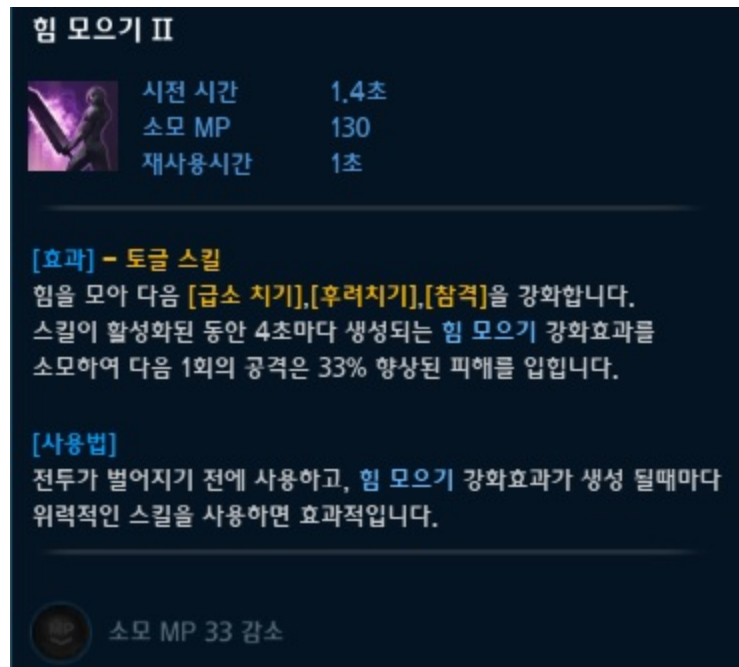 힘 모으기 II
시전 시간 1.4초
소모 MP 130
재사용시간 1초
[효과] - 토글 스킬
힘을 모아 다음 [급소 치기],[후려치기],[참격]을 강화합니다.
스킬이 활성화된 동안 4초마다 생성되는 힘 모으기 강화효과를
소모하여 다음 1회의 공격은 33% 향상된 피해를 입힙니다.
[사용법]
전투가 벌어지기 전에 사용하고, 힘 모으기 강화효과가 생성 될때마다
위력적인 스킬을 사용하면 효과적입니다.
MP 소모 MP 33 감소